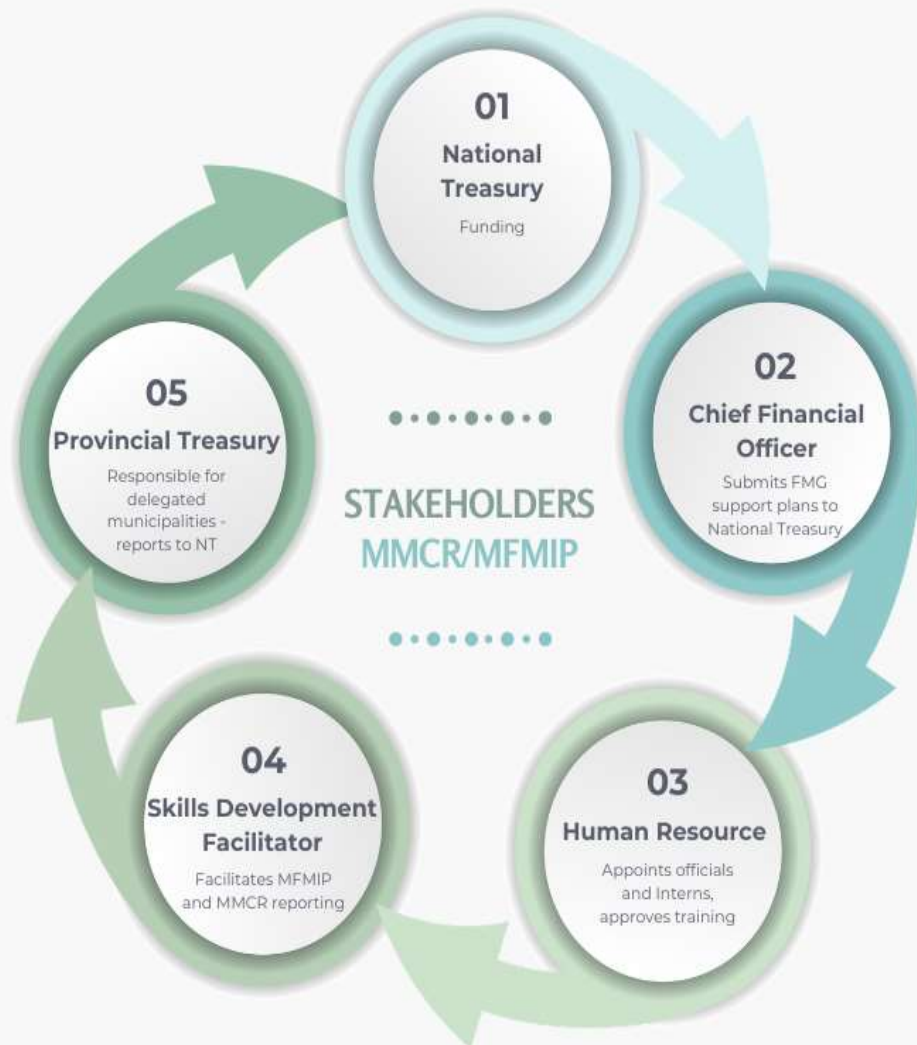 01
National
Treasury
Funding
02
Chief Financial
Officer
Submits FMG
support plans to
National Treasury
03
Human Resource
Appoints officials
and Interns,
approves training
04
Skills Development
Facilitator
Facilitates MFMIP
and MMCR reporting
05
Provincial Treasury
Responsible for
delegated
municipalities -
reports to NT
STAKEHOLDERS
MMCR/MFMIP